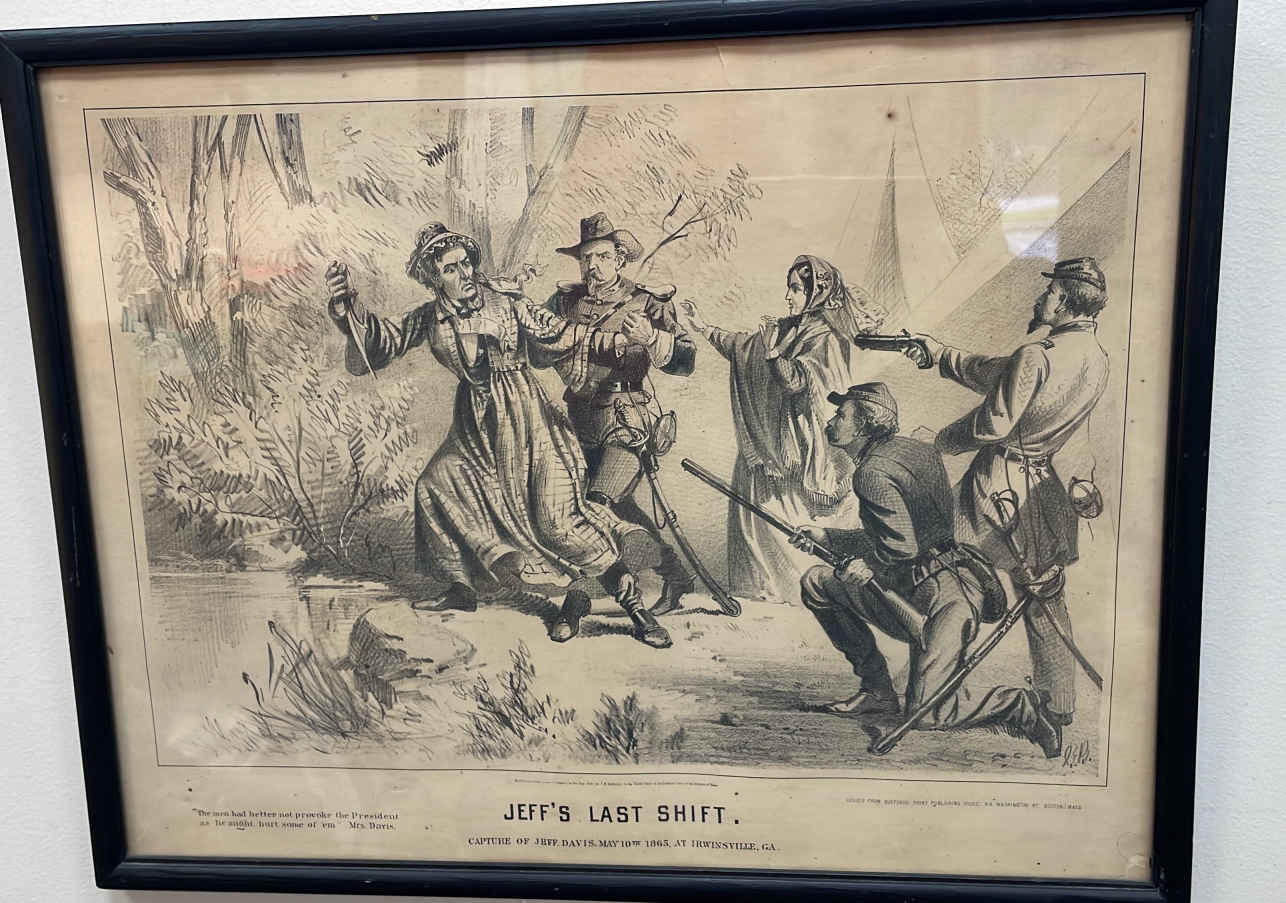 J.E.B.
ISSUED FROM BUFFORDS PRINT PUBLISHING HOUSE, WASHINGTON ST. BOSTON, MASS
JEFF'S LAST SHIFT.
"The men had better not provoke the President
as he might hurt some of 'em" Mrs. Davis.
CAPTURE OF JEFF. DAVIS, MAY 10TH 1865, AT IRWINSVILLE, GA.